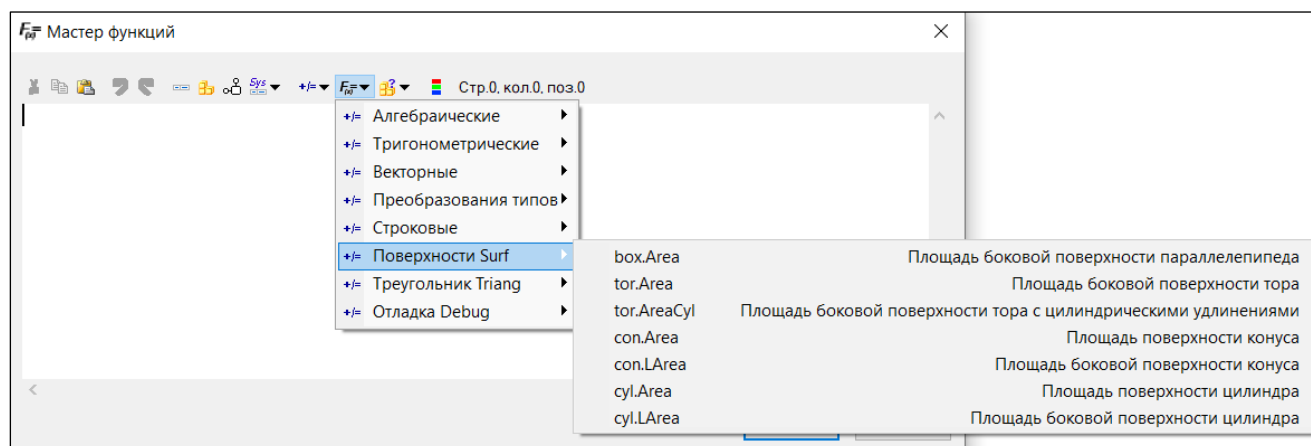 Мастер функций
Sys +/= F(x)= Стр.0, кол.0, поз.0
+/= Алгебраические
+/= Тригонометрические
+/= Векторные
+/= Преобразования типов
+/= Строковые
+/= Поверхности Surf
+/= Треугольник Triang
+/= Отладка Debug
box.Area Площадь боковой поверхности параллелепипеда
tor.Area Площадь боковой поверхности тора
tor.AreaCyl Площадь боковой поверхности тора с цилиндрическими удлинениями
con.Area Площадь поверхности конуса
con.LArea Площадь боковой поверхности конуса
cyl.Area Площадь поверхности цилиндра
cyl.LArea Площадь боковой поверхности цилиндра